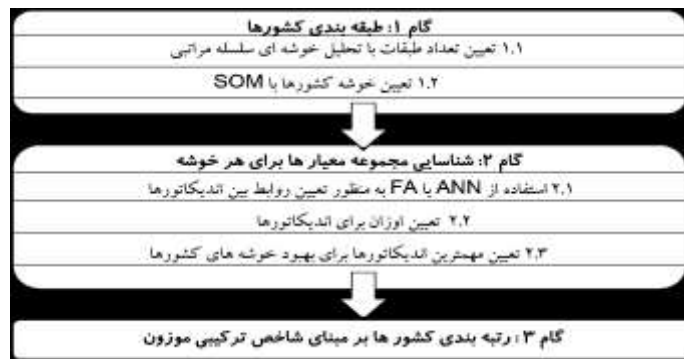 گام ۱: طبقه بندی کشورها
۱.۱ تعیین تعداد طبقات با تحلیل خوشه ای سلسله مراتبی
۱.۲ تعیین خوشه کشورها با SOM
گام ۲: شناسایی مجموعه معیار ها برای هر خوشه
۲.۱ استفاده از ANN یا FA به منظور تعیین روابط بین اندیکاتورها
۲.۲ تعیین اوزان برای اندیکاتورها
۲.۳ تعیین مهمترین اندیکاتورها برای بهبود خوشه های کشورها
گام ۳ : رتبه بندی کشور ها بر مبنای شاخص ترکیبی موزون